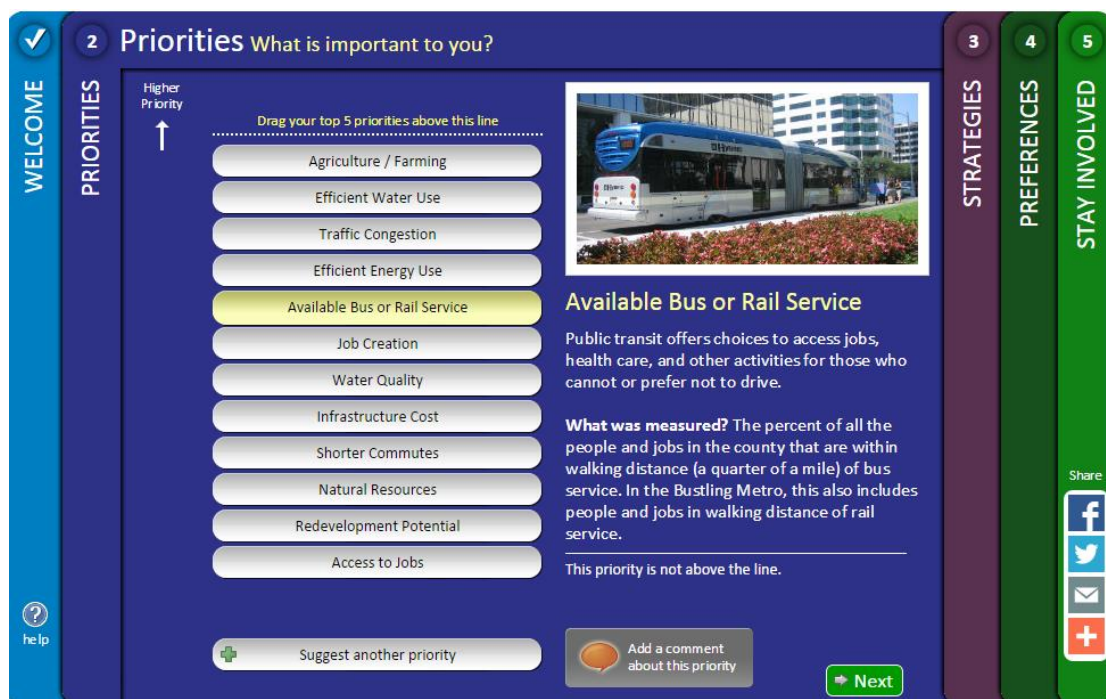 WELCOME
2
PRIORITIES
Priorities What is important to you?
Higher
Priority
Drag your top 5 priorities above this line
Agriculture / Farming
Efficient Water Use
Traffic Congestion
Efficient Energy Use
Available Bus or Rail Service
Job Creation
Water Quality
Infrastructure Cost
Shorter Commutes
Natural Resources
Redevelopment Potential
Access to Jobs
Suggest another priority
Available Bus or Rail Service
Public transit offers choices to access jobs,
health care, and other activities for those who
cannot or prefer not to drive.
What was measured? The percent of all the
people and jobs in the county that are within
walking distance (a quarter of a mile) of bus
service. In the Bustling Metro, this also includes
people and jobs in walking distance of rail
service.
This priority is not above the line.
Add a comment
about this priority
Next
3
STRATEGIES
4
PREFERENCES
5
STAY INVOLVED
Share
?
help